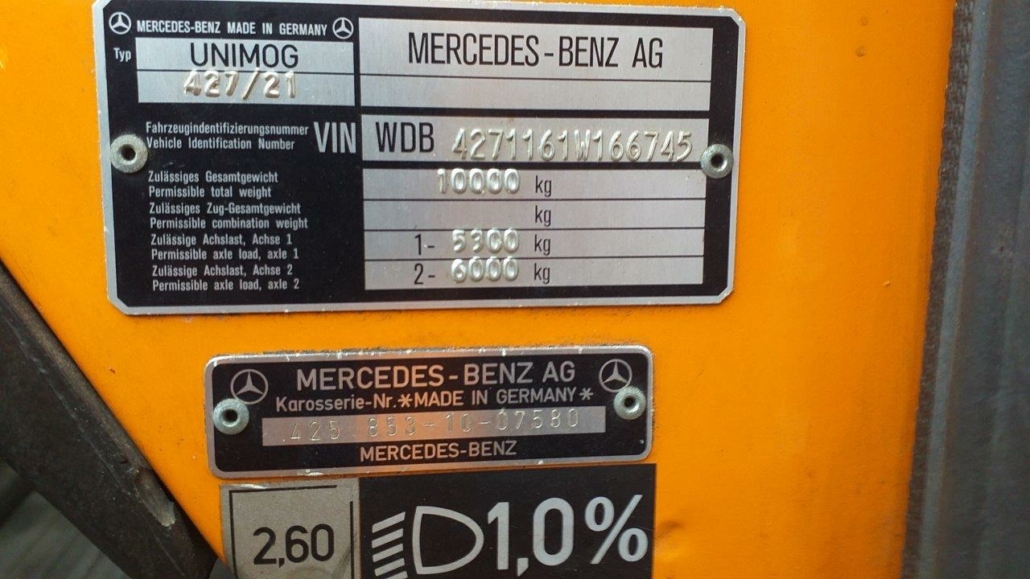 MERCEDES-BENZ MADE IN GERMANY
Typ UNIMOG MERCEDES-BENZ AG
427/21
Fahrzeugindentifizierungsnummer
Vehicle Identification Number VIN WDB 4271161W166745
Zulässiges Gesamtgewicht
Permissible total weight 10000 kg
Zulässiges Zug-Gesamtgewicht
Permissible combination weight kg
Zulässige Achslast, Achse 1
Permissible axle load, axle 1 1- 5300 kg
Zulässige Achslast, Achse 2
Permissible axle load, axle 2 2- 6000 kg
MERCEDES-BENZ AG
Karosserie-Nr.*MADE IN GERMANY*
425 853-10-07580
MERCEDES-BENZ
2,60 1,0%